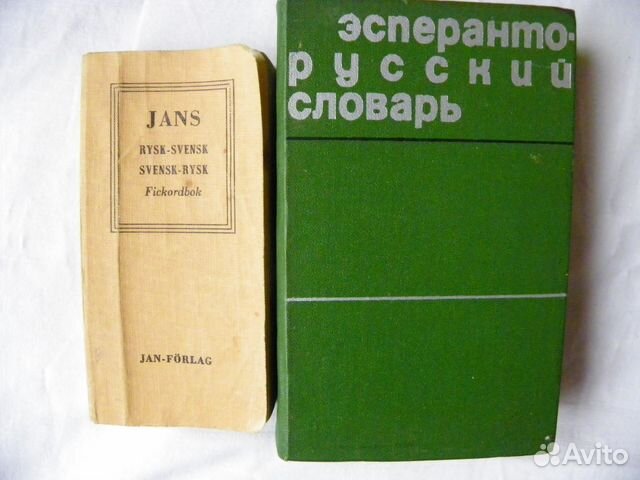 JANS
RYSK-SVENSK
SVENSK-RYSK
Fickordbok
JAN-FÖRLAG
эсперанто-
русский
словарь
Avito